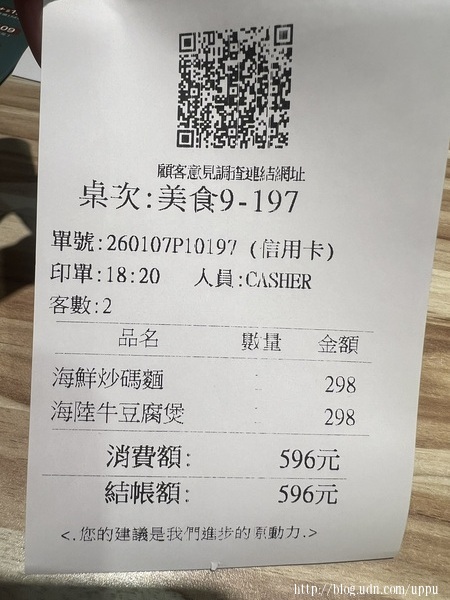 顧客意見調查連結網址
桌次:美食9-197
單號:260107P10197 (信用卡)
印單:18:20 人員:CASHER
客數:2
品名 數量 金額
海鮮炒碼麵 298
海陸牛豆腐煲 298
消費額: 596元
結帳額: 596元
<.您的建議是我們進步的原動力.>
http://blog.udn.com/uppu